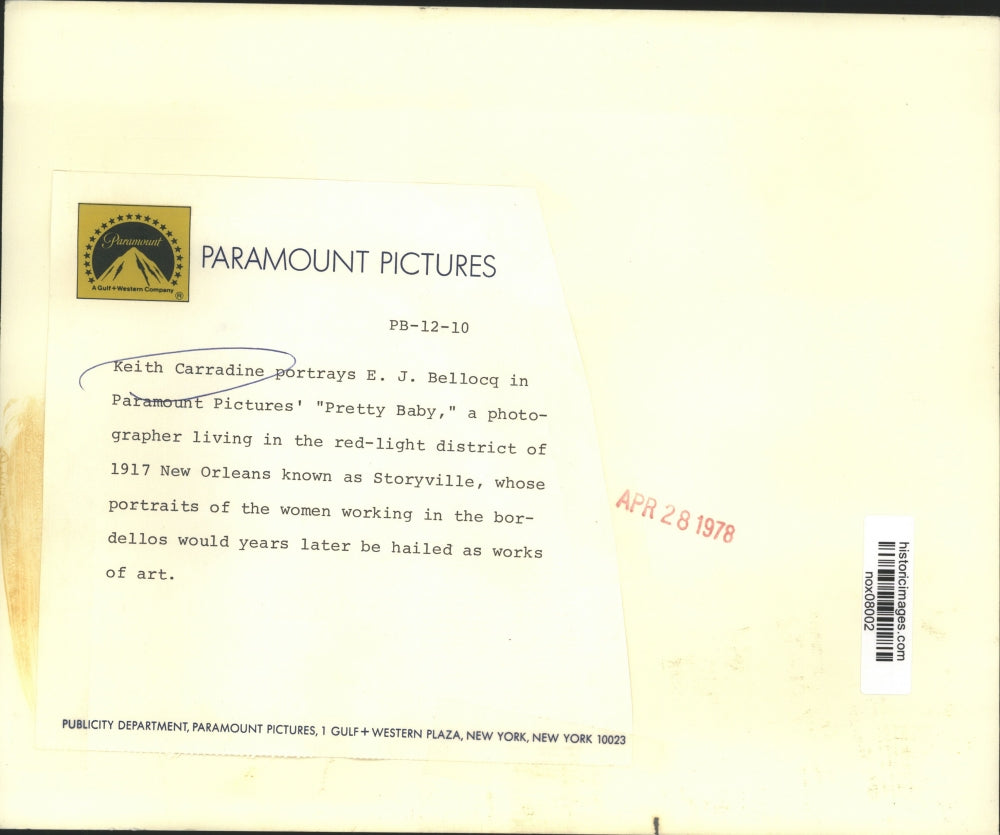 Paramount
A Gulf+Western Company
®
PARAMOUNT PICTURES
PB-12-10
Keith Carradine portrays E. J. Bellocq in
Paramount Pictures' "Pretty Baby," a photo-
grapher living in the red-light district of
1917 New Orleans known as Storyville, whose
portraits of the women working in the bor-
dellos would years later be hailed as works
of art.
APR 28 1978
historicimages.com
nox08002
PUBLICITY DEPARTMENT, PARAMOUNT PICTURES, 1 GULF+WESTERN PLAZA, NEW YORK, NEW YORK 10023